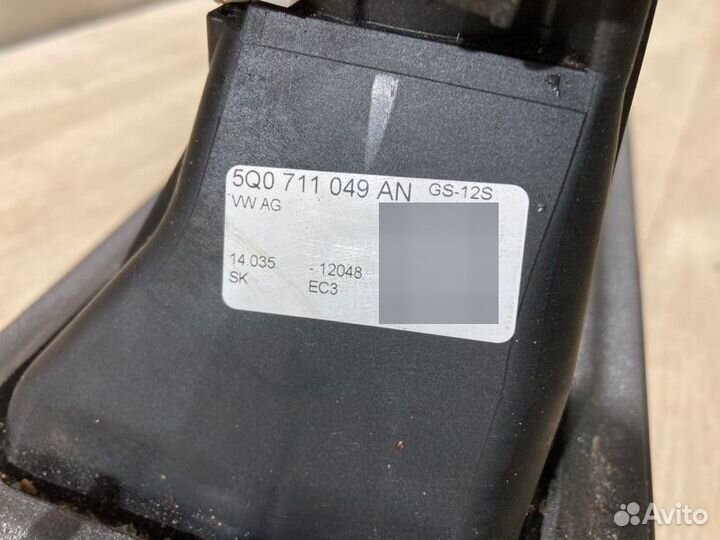 5Q0 711 049 AN GS-12S
VW AG
14 035 - 12048
SK EC3
Avito